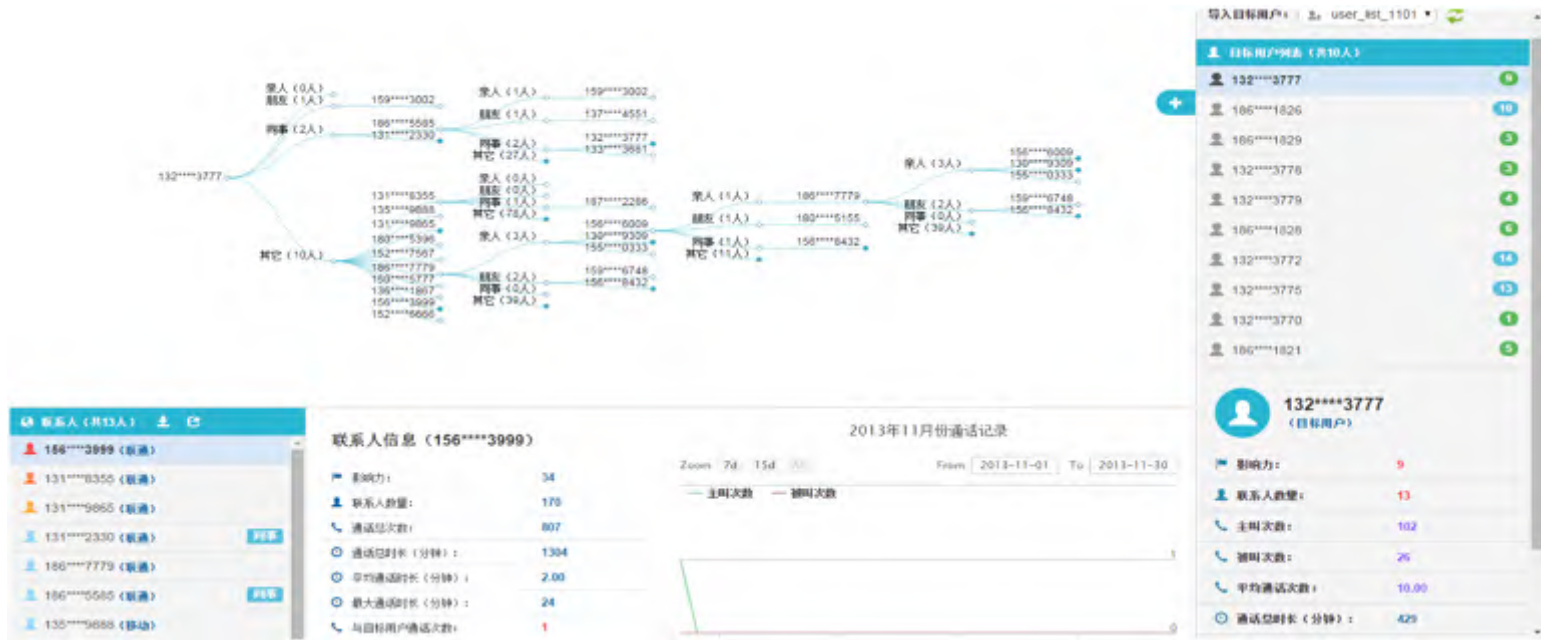 导入目标用户： user_list_1101
目标用户列表（共10人）
132****3777 9
186****1826 10
186****1829 3
132****3778 3
132****3779 4
186****1828 6
132****3772 14
132****3775 13
132****3770 1
186****1821 5
132****3777
（目标用户）
影响力： 9
联系人数量： 13
主叫次数： 102
被叫次数： 26
平均通话次数： 10.00
通话总时长（分钟）： 429
132****3777
亲人（0人）
朋友（1人）
同事（2人）
其它（10人）
159****3002
186****5585
131****2330
131****8355
135****9888
131****9865
180****5396
152****7567
186****7779
150****5777
136****1867
156****3999
152****6666
亲人（1人）
朋友（1人）
同事（2人）
其它（27人）
159****3002
137****4551
132****3777
133****3681
亲人（0人）
朋友（0人）
同事（1人）
其它（78人）
187****2286
亲人（3人）
朋友（2人）
同事（0人）
其它（39人）
156****6009
130****9309
155****0333
159****6748
156****8432
亲人（1人）
朋友（1人）
同事（1人）
其它（11人）
186****7779
180****5155
156****8432
亲人（3人）
朋友（2人）
同事（0人）
其它（39人）
156****6009
130****9309
155****0333
159****6748
156****8432
联系人（共13人）
156****3999（联通）
131****8355（联通）
131****9865（联通）
131****2330（联通） 同事
186****7779（联通）
186****5585（联通） 同事
135****9888（移动）
联系人信息（156****3999）
影响力： 34
联系人数量： 170
通话总次数： 807
通话总时长（分钟）： 1304
平均通话时长（分钟）： 2.00
最大通话时长（分钟）： 24
与目标用户通话次数： 1
2013年11月份通话记录
Zoom 7d 15d All From 2013-11-01 To 2013-11-30
主叫次数 被叫次数
1
0